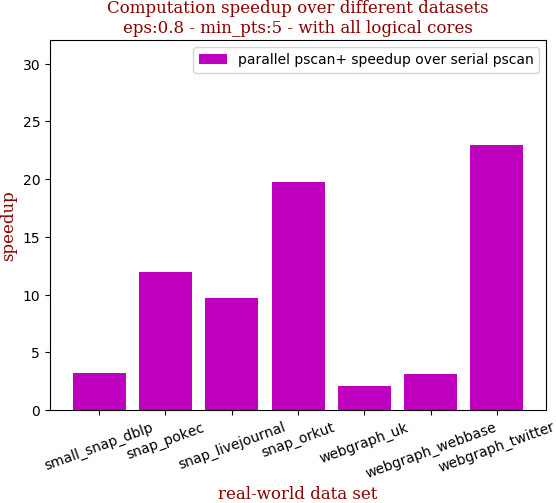 Computation speedup over different datasets
eps:0.8 - min_pts:5 - with all logical cores
parallel pscan+ speedup over serial pscan
speedup
30
25
20
15
10
5
0
small_snap_dblp
snap_pokec
snap_livejournal
snap_orkut
webgraph_uk
webgraph_webbase
webgraph_twitter
real-world data set